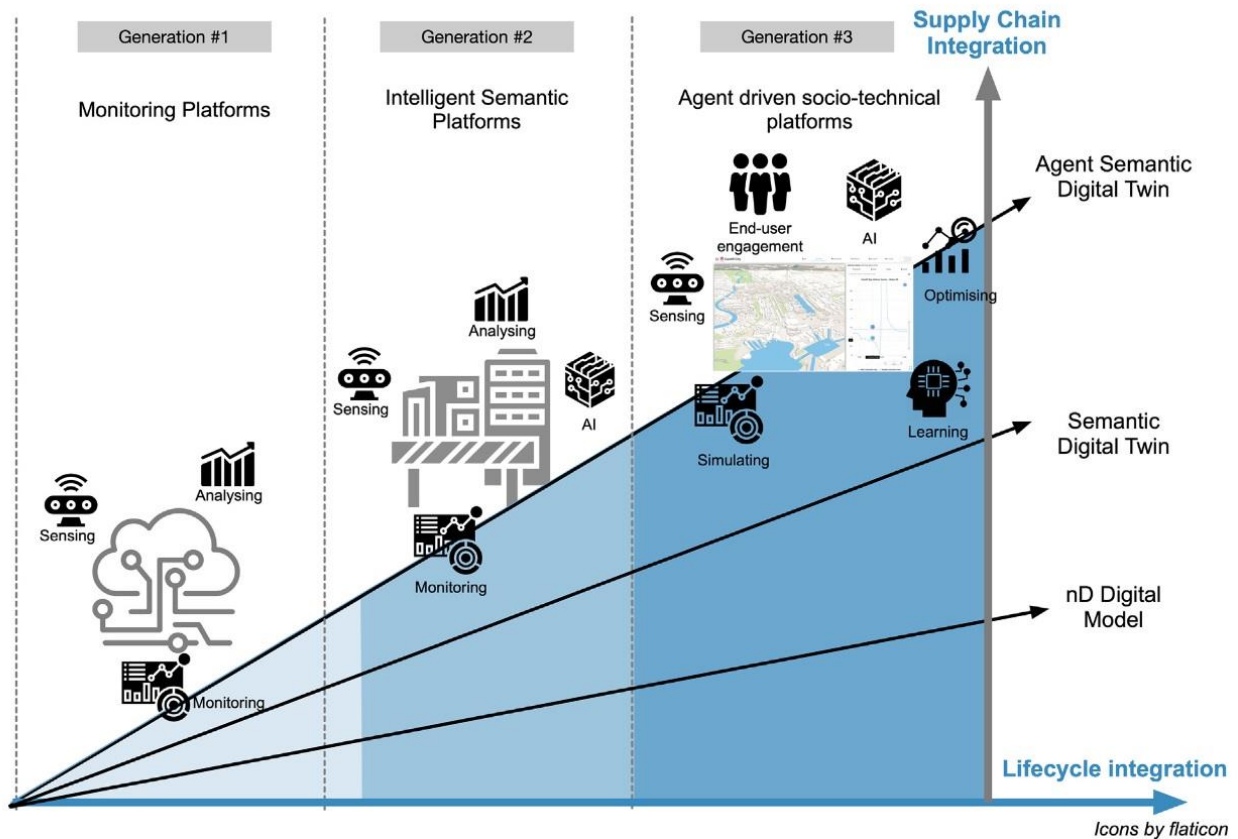 Generation #1
Generation #2
Generation #3
Supply Chain
Integration
Monitoring Platforms
Intelligent Semantic
Platforms
Agent driven socio-technical
platforms
Agent Semantic
Digital Twin
End-user
engagement
AI
Sensing
Optimising
Analysing
Sensing
AI
Simulating
Learning
Semantic
Digital Twin
Analysing
Sensing
Monitoring
nD Digital
Model
Monitoring
Lifecycle integration
Icons by flaticon